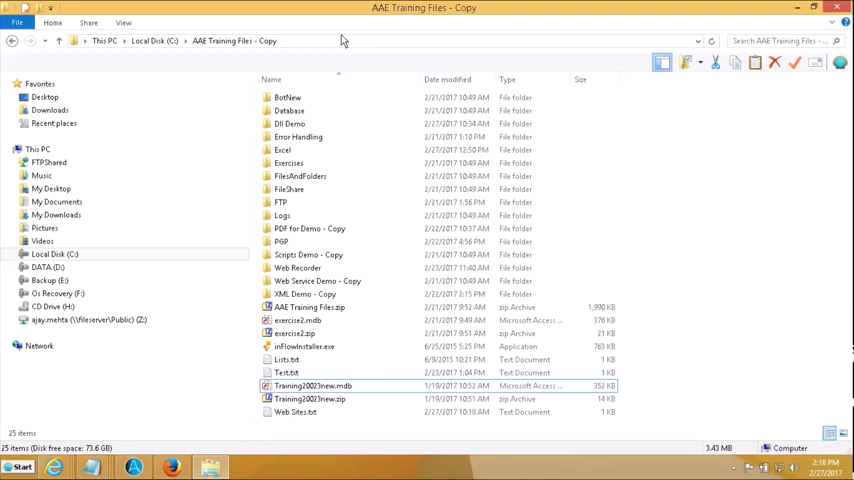 AAE Training Files - Copy
File Home Share View
This PC Local Disk (C:) AAE Training Files - Copy Search AAE Training Files - ...
Name Date modified Type Size
Favorites
Desktop
Downloads
Recent places
This PC
FTPShared
Music
My Desktop
My Documents
My Downloads
Pictures
Videos
Local Disk (C:)
DATA (D:)
Backup (E:)
Os Recovery (F:)
CD Drive (H:)
ajay.mehta (\\fileserver\Public) (Z:)
Network
BotNew 2/21/2017 10:49 AM File folder
Database 2/21/2017 10:49 AM File folder
Dll Demo 2/27/2017 10:34 AM File folder
Error Handling 2/21/2017 1:10 PM File folder
Excel 2/27/2017 12:50 PM File folder
Exercises 2/21/2017 10:49 AM File folder
FilesAndFolders 2/21/2017 10:49 AM File folder
FileShare 2/21/2017 10:49 AM File folder
FTP 2/21/2017 1:56 PM File folder
Logs 2/21/2017 10:49 AM File folder
PDF for Demo - Copy 2/22/2017 10:37 AM File folder
PGP 2/22/2017 4:56 PM File folder
Scripts Demo - Copy 2/21/2017 10:49 AM File folder
Web Recorder 2/23/2017 11:40 AM File folder
Web Service Demo - Copy 2/21/2017 10:49 AM File folder
XML Demo - Copy 2/22/2017 2:15 PM File folder
AAE Training Files.zip 2/21/2017 9:52 AM zip Archive 1,990 KB
exercise2.mdb 2/21/2017 9:49 AM Microsoft Access ... 376 KB
exercise2.zip 2/21/2017 9:51 AM zip Archive 21 KB
inFlowInstaller.exe 6/25/2015 5:25 PM Application 1 KB
Lists.txt 6/9/2015 10:21 PM Text Document 1 KB
Test.txt 2/23/2017 1:04 PM Text Document 1 KB
Training20023new.mdb 1/19/2017 10:52 AM Microsoft Access ... 352 KB
Training20023new.zip 1/19/2017 10:51 AM zip Archive 14 KB
Web Sites.txt 2/27/2017 10:18 AM Text Document 1 KB
25 items
25 items (Disk free space: 73.6 GB) 3.43 MB Computer
Start
2:18 PM
2/27/2017